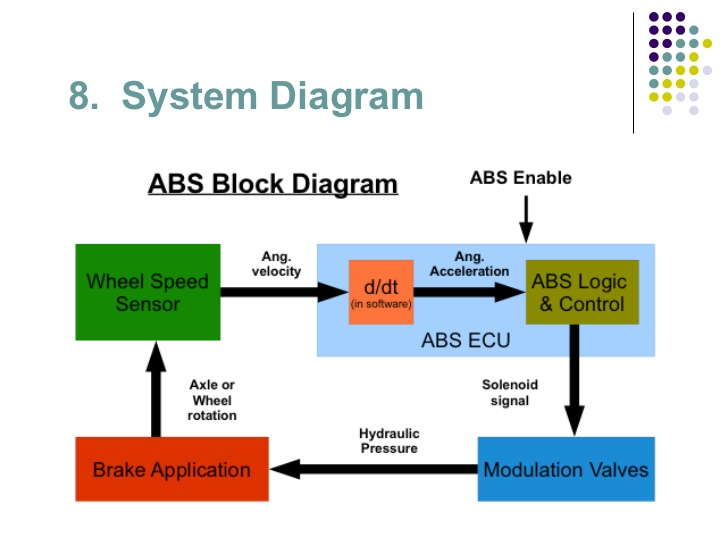 8. System Diagram
ABS Block Diagram
ABS Enable
Wheel Speed
Sensor
Ang.
velocity
d/dt
(in software)
Ang.
Acceleration
ABS Logic
& Control
ABS ECU
Axle or
Wheel
rotation
Solenoid
signal
Hydraulic
Pressure
Brake Application
Modulation Valves